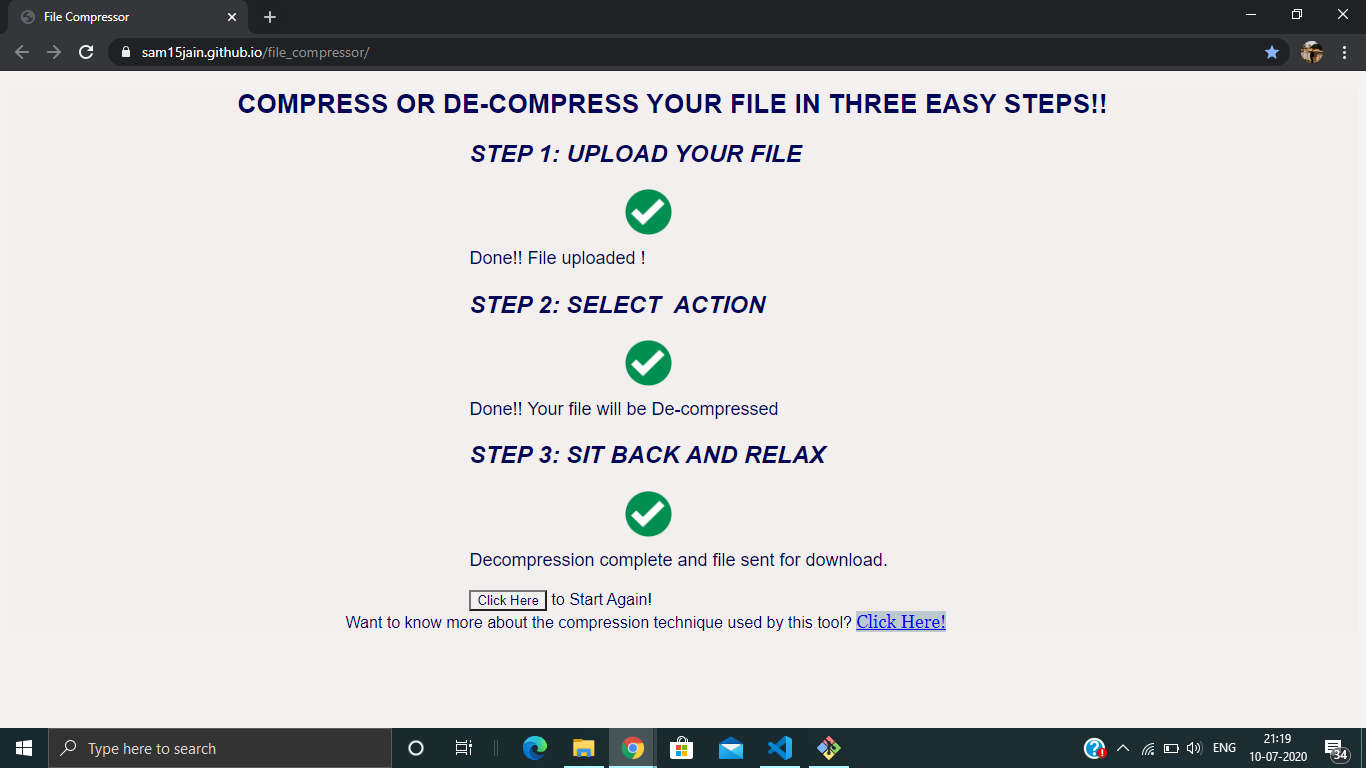 File Compressor
sam15jain.github.io/file_compressor/
COMPRESS OR DE-COMPRESS YOUR FILE IN THREE EASY STEPS!!
STEP 1: UPLOAD YOUR FILE
Done!! File uploaded !
STEP 2: SELECT  ACTION
Done!! Your file will be De-compressed
STEP 3: SIT BACK AND RELAX
Decompression complete and file sent for download.
Click Here to Start Again!
Want to know more about the compression technique used by this tool? Click Here!
Type here to search
ENG
21:19
10-07-2020
34